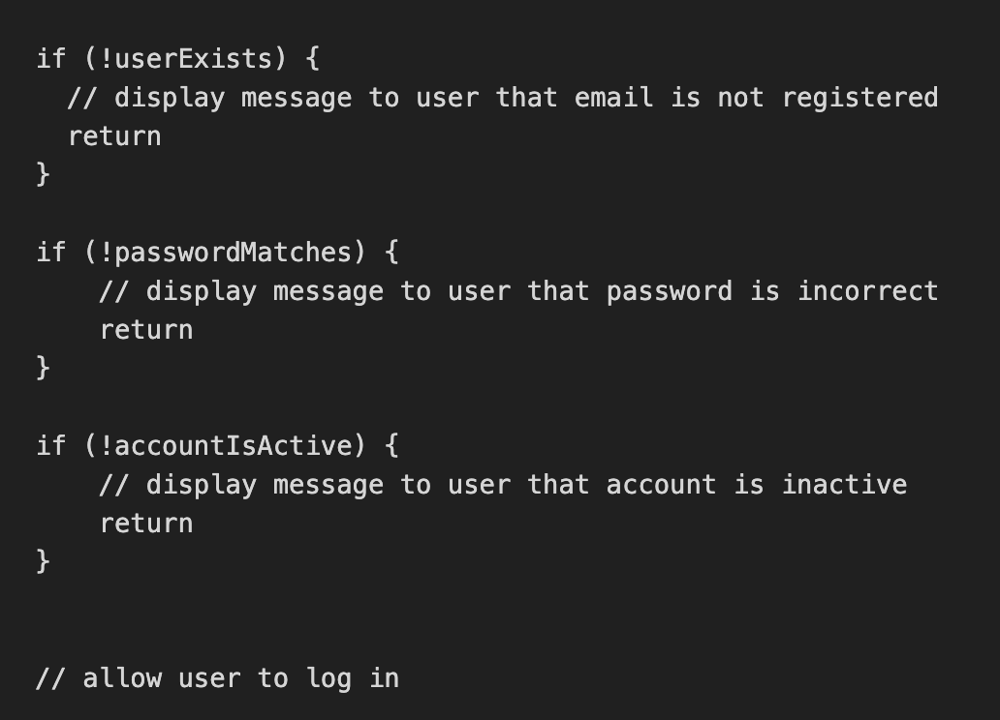 if (!userExists) {
  // display message to user that email is not registered
  return
}
if (!passwordMatches) {
    // display message to user that password is incorrect
    return
}
if (!accountIsActive) {
    // display message to user that account is inactive
    return
}
// allow user to log in